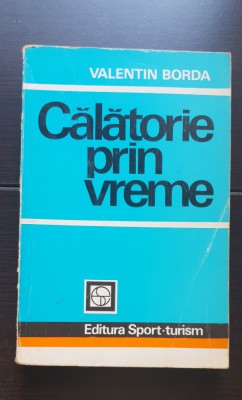 VALENTIN BORDA
Călătorie
prin
vreme
Editura Sport·turism